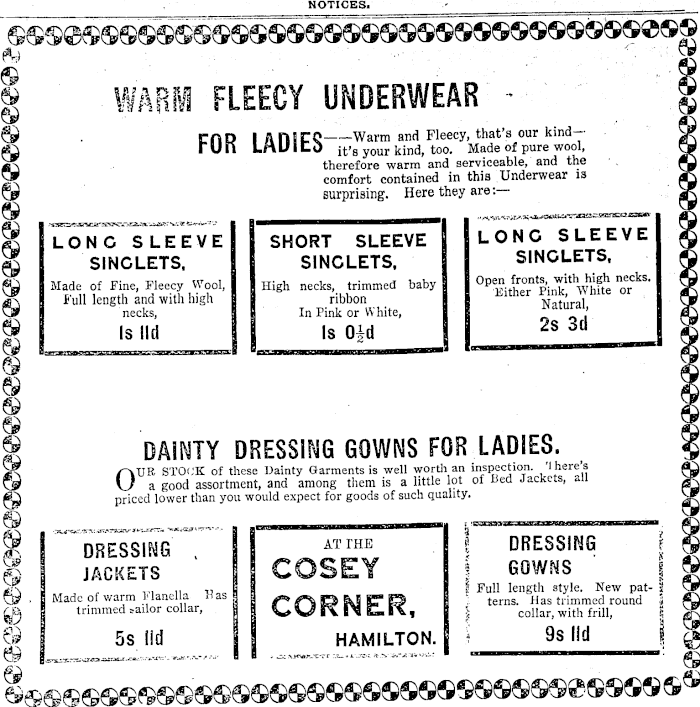 NOTICES.
WARM FLEECY UNDERWEAR
FOR LADIES——Warm and Fleecy, that's our kind—
it's your kind, too. Made of pure wool,
therefore warm and serviceable, and the
comfort contained in this Underwear is
surprising. Here they are:—
LONG SLEEVE
SINGLETS,
Made of Fine, Fleecy Wool,
Full length and with high
necks,
1s 11d
SHORT SLEEVE
SINGLETS,
High necks, trimmed baby
ribbon
In Pink or White,
1s 0½d
LONG SLEEVE
SINGLETS,
Open fronts, with high necks.
Either Pink, White or
Natural,
2s 3d
DAINTY DRESSING GOWNS FOR LADIES.
OUR STOCK of these Dainty Garments is well worth an inspection. There's
a good assortment, and among them is a little lot of Bed Jackets, all
priced lower than you would expect for goods of such quality.
DRESSING
JACKETS
Made of warm Flanella Has
trimmed sailor collar,
5s 11d
AT THE
COSEY
CORNER,
HAMILTON.
DRESSING
GOWNS
Full length style. New pat-
terns. Has trimmed round
collar, with frill,
9s 11d